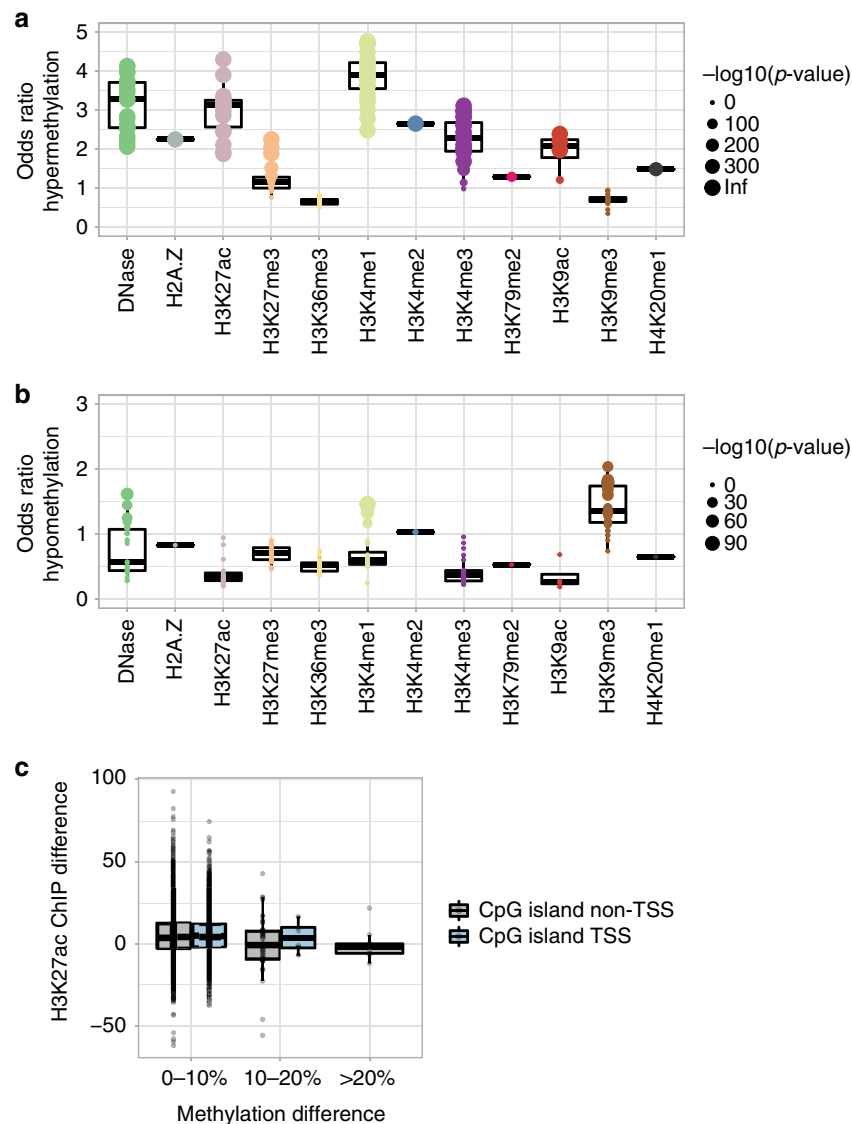 a
Odds ratio
hypermethylation
5
4
3
2
1
0
DNase
H2A.Z
H3K27ac
H3K27me3
H3K36me3
H3K4me1
H3K4me2
H3K4me3
H3K79me2
H3K9ac
H3K9me3
H4K20me1
–log10(p-value)
0
100
200
300
Inf
b
Odds ratio
hypomethylation
3
2
1
0
DNase
H2A.Z
H3K27ac
H3K27me3
H3K36me3
H3K4me1
H3K4me2
H3K4me3
H3K79me2
H3K9ac
H3K9me3
H4K20me1
–log10(p-value)
0
30
60
90
c
H3K27ac ChIP difference
100
50
0
–50
0–10%
10–20%
>20%
Methylation difference
CpG island non-TSS
CpG island TSS